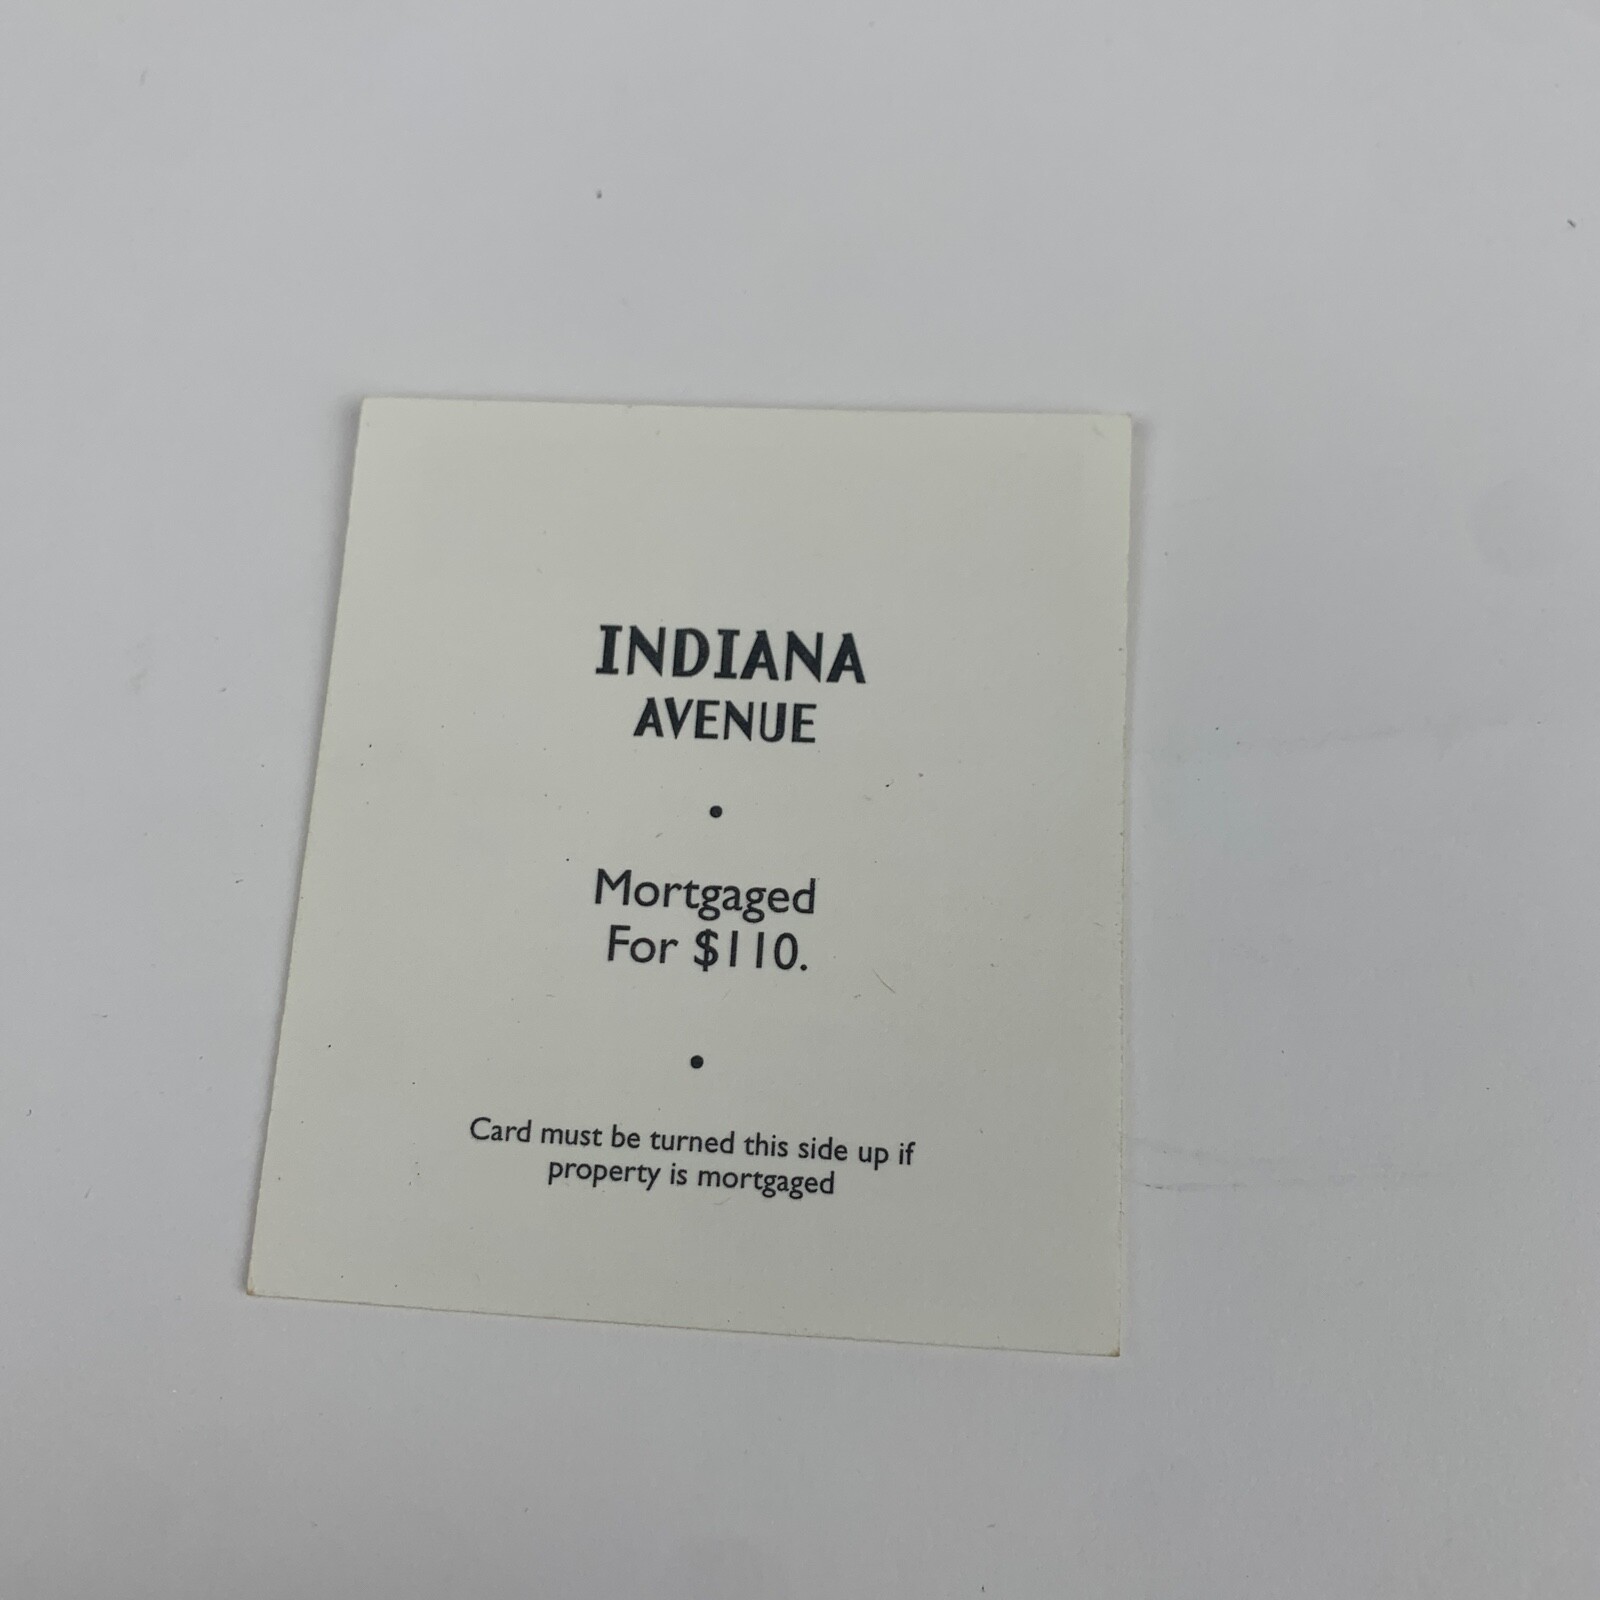 INDIANA
AVENUE
•
Mortgaged
For $110.
•
Card must be turned this side up if
property is mortgaged